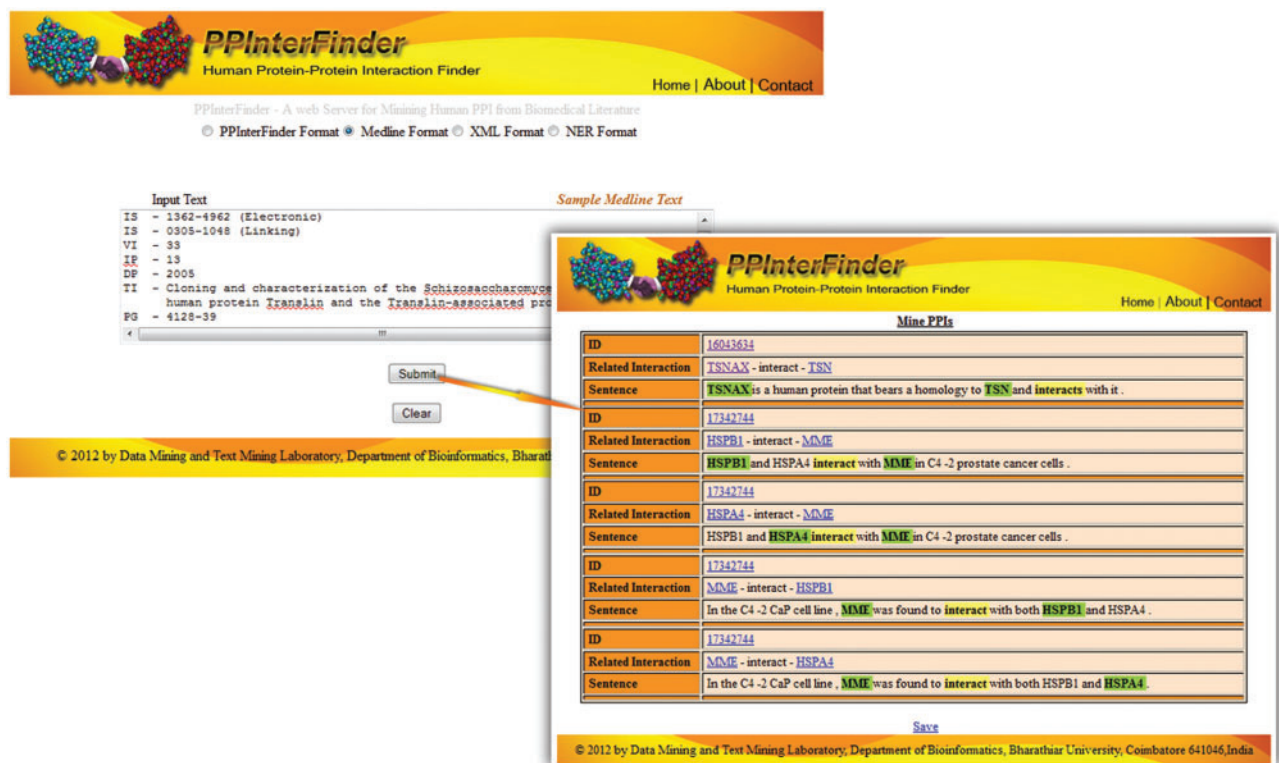 PPInterFinder
Human Protein-Protein Interaction Finder
Home | About | Contact
PPInterFinder - A web Server for Minining Human PPI from Biomedical Literature
PPInterFinder Format Medline Format XML Format NER Format
Input Text Sample Medline Text
IS - 1362-4962 (Electronic)
IS - 0305-1048 (Linking)
VI - 33
IP - 13
DP - 2005
TI - Cloning and characterization of the Schizosaccharomyce
human protein Translin and the Translin-associated pro
PG - 4128-39
Submit
Clear
© 2012 by Data Mining and Text Mining Laboratory, Department of Bioinformatics, Bharath
PPInterFinder
Human Protein-Protein Interaction Finder
Home | About | Contact
Mine PPIs
ID 16043634
Related Interaction TSNAX - interact - TSN
Sentence TSNAX is a human protein that bears a homology to TSN and interacts with it .
ID 17342744
Related Interaction HSPB1 - interact - MME
Sentence HSPB1 and HSPA4 interact with MME in C4 -2 prostate cancer cells .
ID 17342744
Related Interaction HSPA4 - interact - MME
Sentence HSPB1 and HSPA4 interact with MME in C4 -2 prostate cancer cells .
ID 17342744
Related Interaction MME - interact - HSPB1
Sentence In the C4 -2 CaP cell line , MME was found to interact with both HSPB1 and HSPA4 .
ID 17342744
Related Interaction MME - interact - HSPA4
Sentence In the C4 -2 CaP cell line , MME was found to interact with both HSPB1 and HSPA4 .
Save
© 2012 by Data Mining and Text Mining Laboratory, Department of Bioinformatics, Bharathiar University, Coimbatore 641046,India